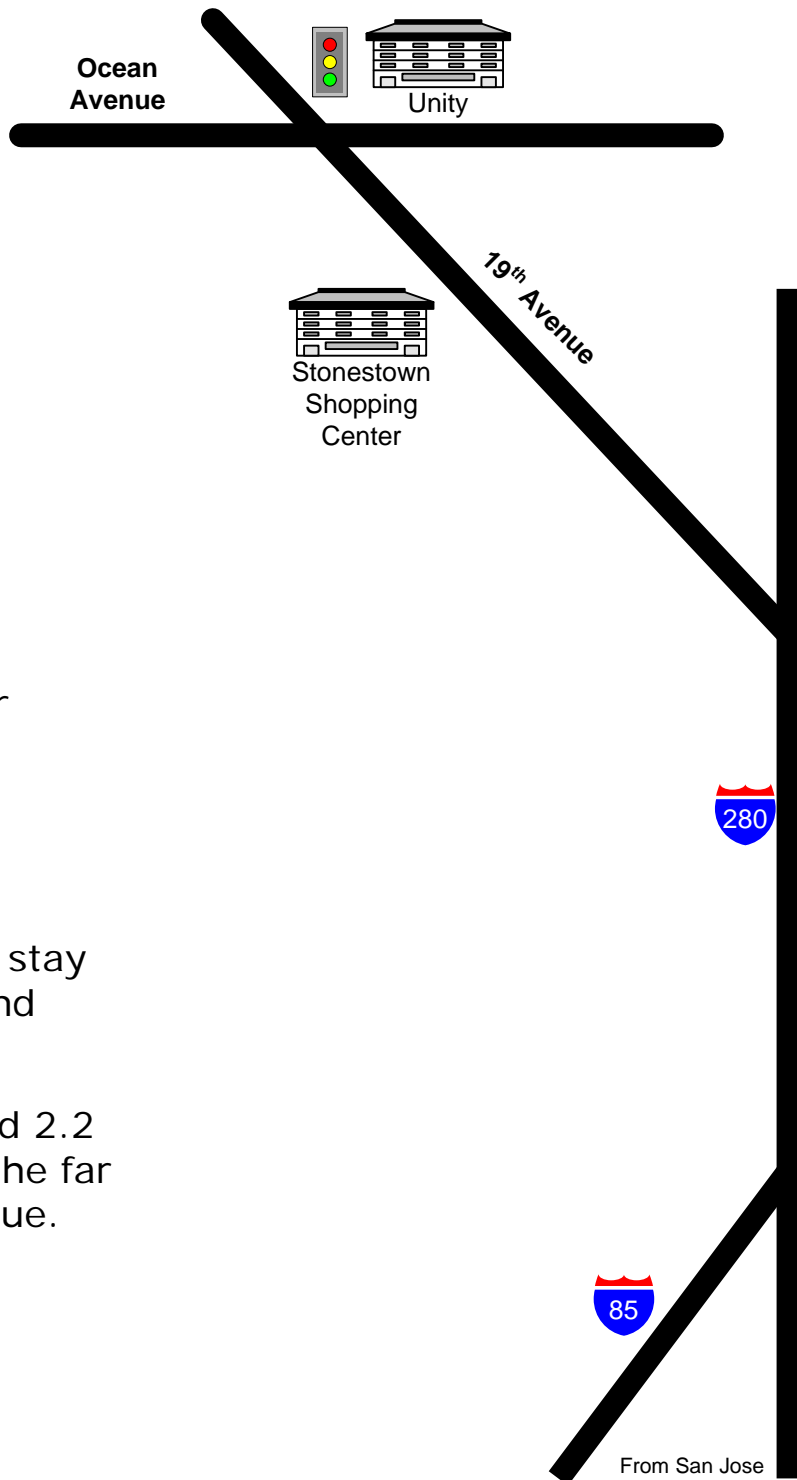 Ocean
Avenue
Unity
19th Avenue
Stonestown
Shopping
Center
280
stay
nd
d 2.2
he far
ue.
85
From San Jose